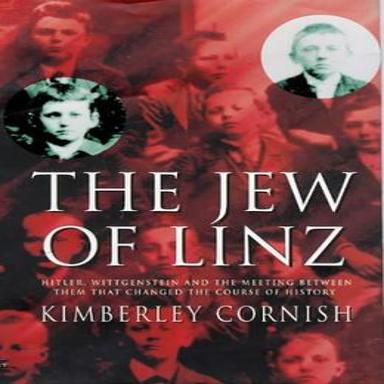 THE JEW
OF LINZ
HITLER, WITTGENSTEIN AND THE MEETING BETWEEN
THEM THAT CHANGED THE COURSE OF HISTORY
KIMBERLEY CORNISH